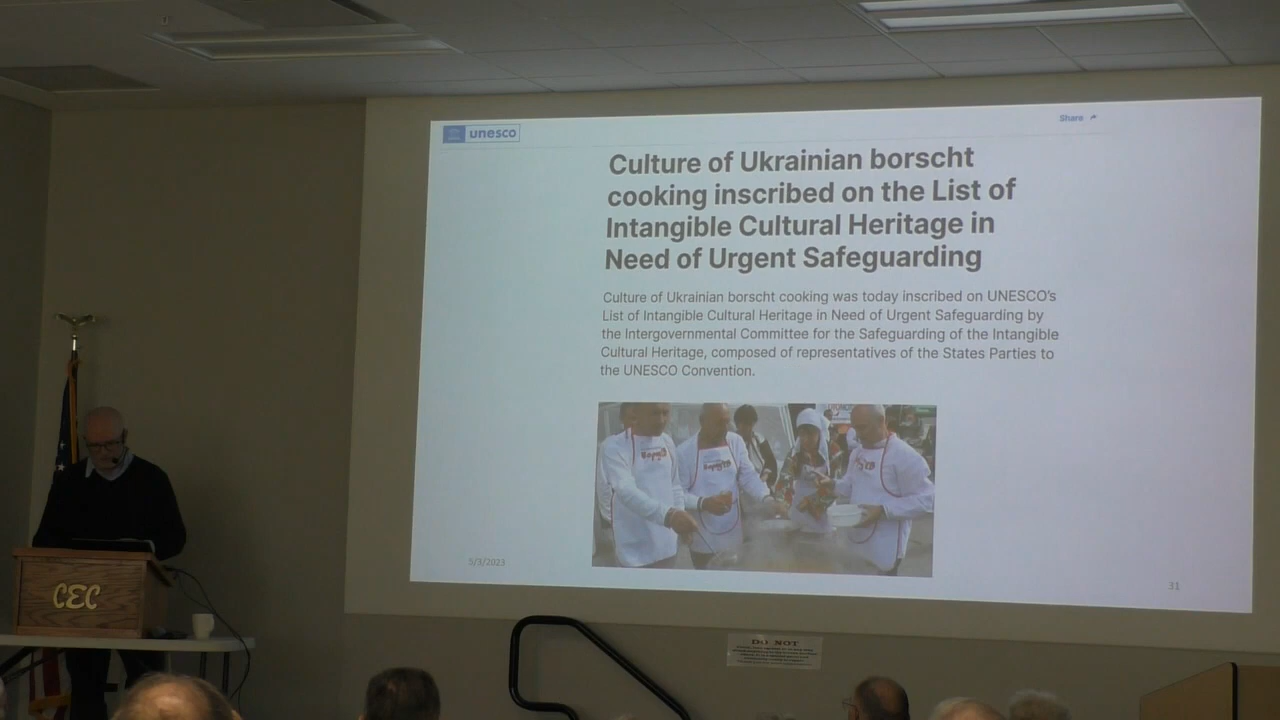 unesco
Share
Culture of Ukrainian borscht
cooking inscribed on the List of
Intangible Cultural Heritage in
Need of Urgent Safeguarding
Culture of Ukrainian borscht cooking was today inscribed on UNESCO's
List of Intangible Cultural Heritage in Need of Urgent Safeguarding by
the Intergovernmental Committee for the Safeguarding of the Intangible
Cultural Heritage, composed of representatives of the States Parties to
the UNESCO Convention.
5/3/2023
31
CEC
DO NOT